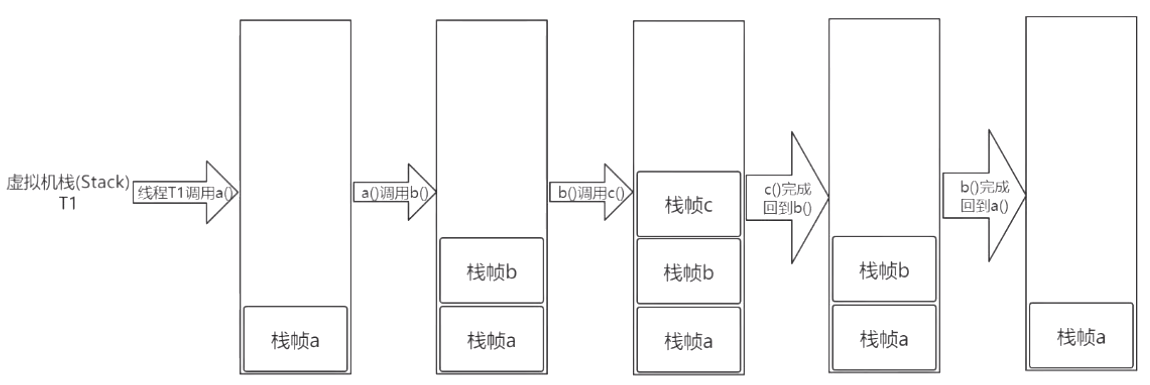 虚拟机栈(Stack)
T1
线程T1调用a()
栈帧a
a()调用b()
栈帧b
栈帧a
b()调用c()
栈帧c
栈帧b
栈帧a
c()完成
回到b()
栈帧b
栈帧a
b()完成
回到a()
栈帧a